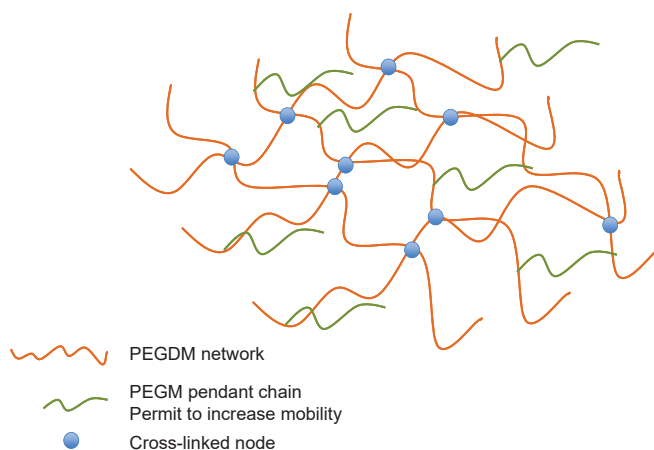 PEGDM network
PEGM pendant chain
Permit to increase mobility
Cross-linked node